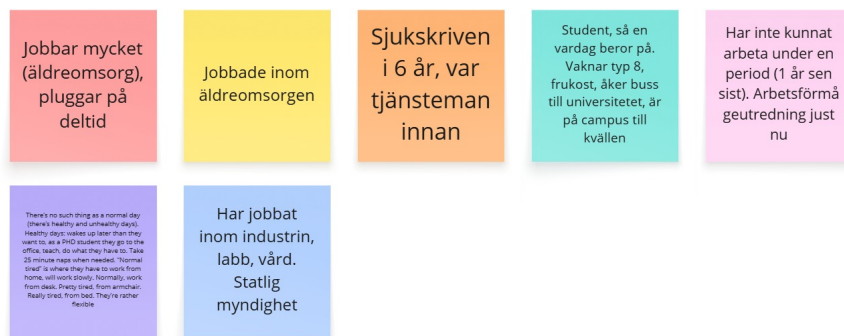 Jobbar mycket
(äldreomsorg),
pluggar på
deltid
Jobbade inom
äldreomsorgen
Sjukskriven
i 6 år, var
tjänsteman
innan
Student, så en
vardag beror på.
Vaknar typ 8,
frukost, åker buss
till universitetet, är
på campus till
kvällen
Har inte kunnat
arbeta under en
period (1 år sen
sist). Arbetsförmå
geutredning just
nu
There's no such thing as a normal day
(there's healthy and unhealthy days).
Healthy days: wakes up later than they
want to, as a PHD student they go to the
office, teach, do what they have to. Take
25 minute naps when needed. "Normal
tired" is where they have to work from
home, will work slowly. Normally, work
from desk. Pretty tired, from armchair.
Really tired, from bed. They're rather
flexible
Har jobbat
inom industrin,
labb, vård.
Statlig
myndighet